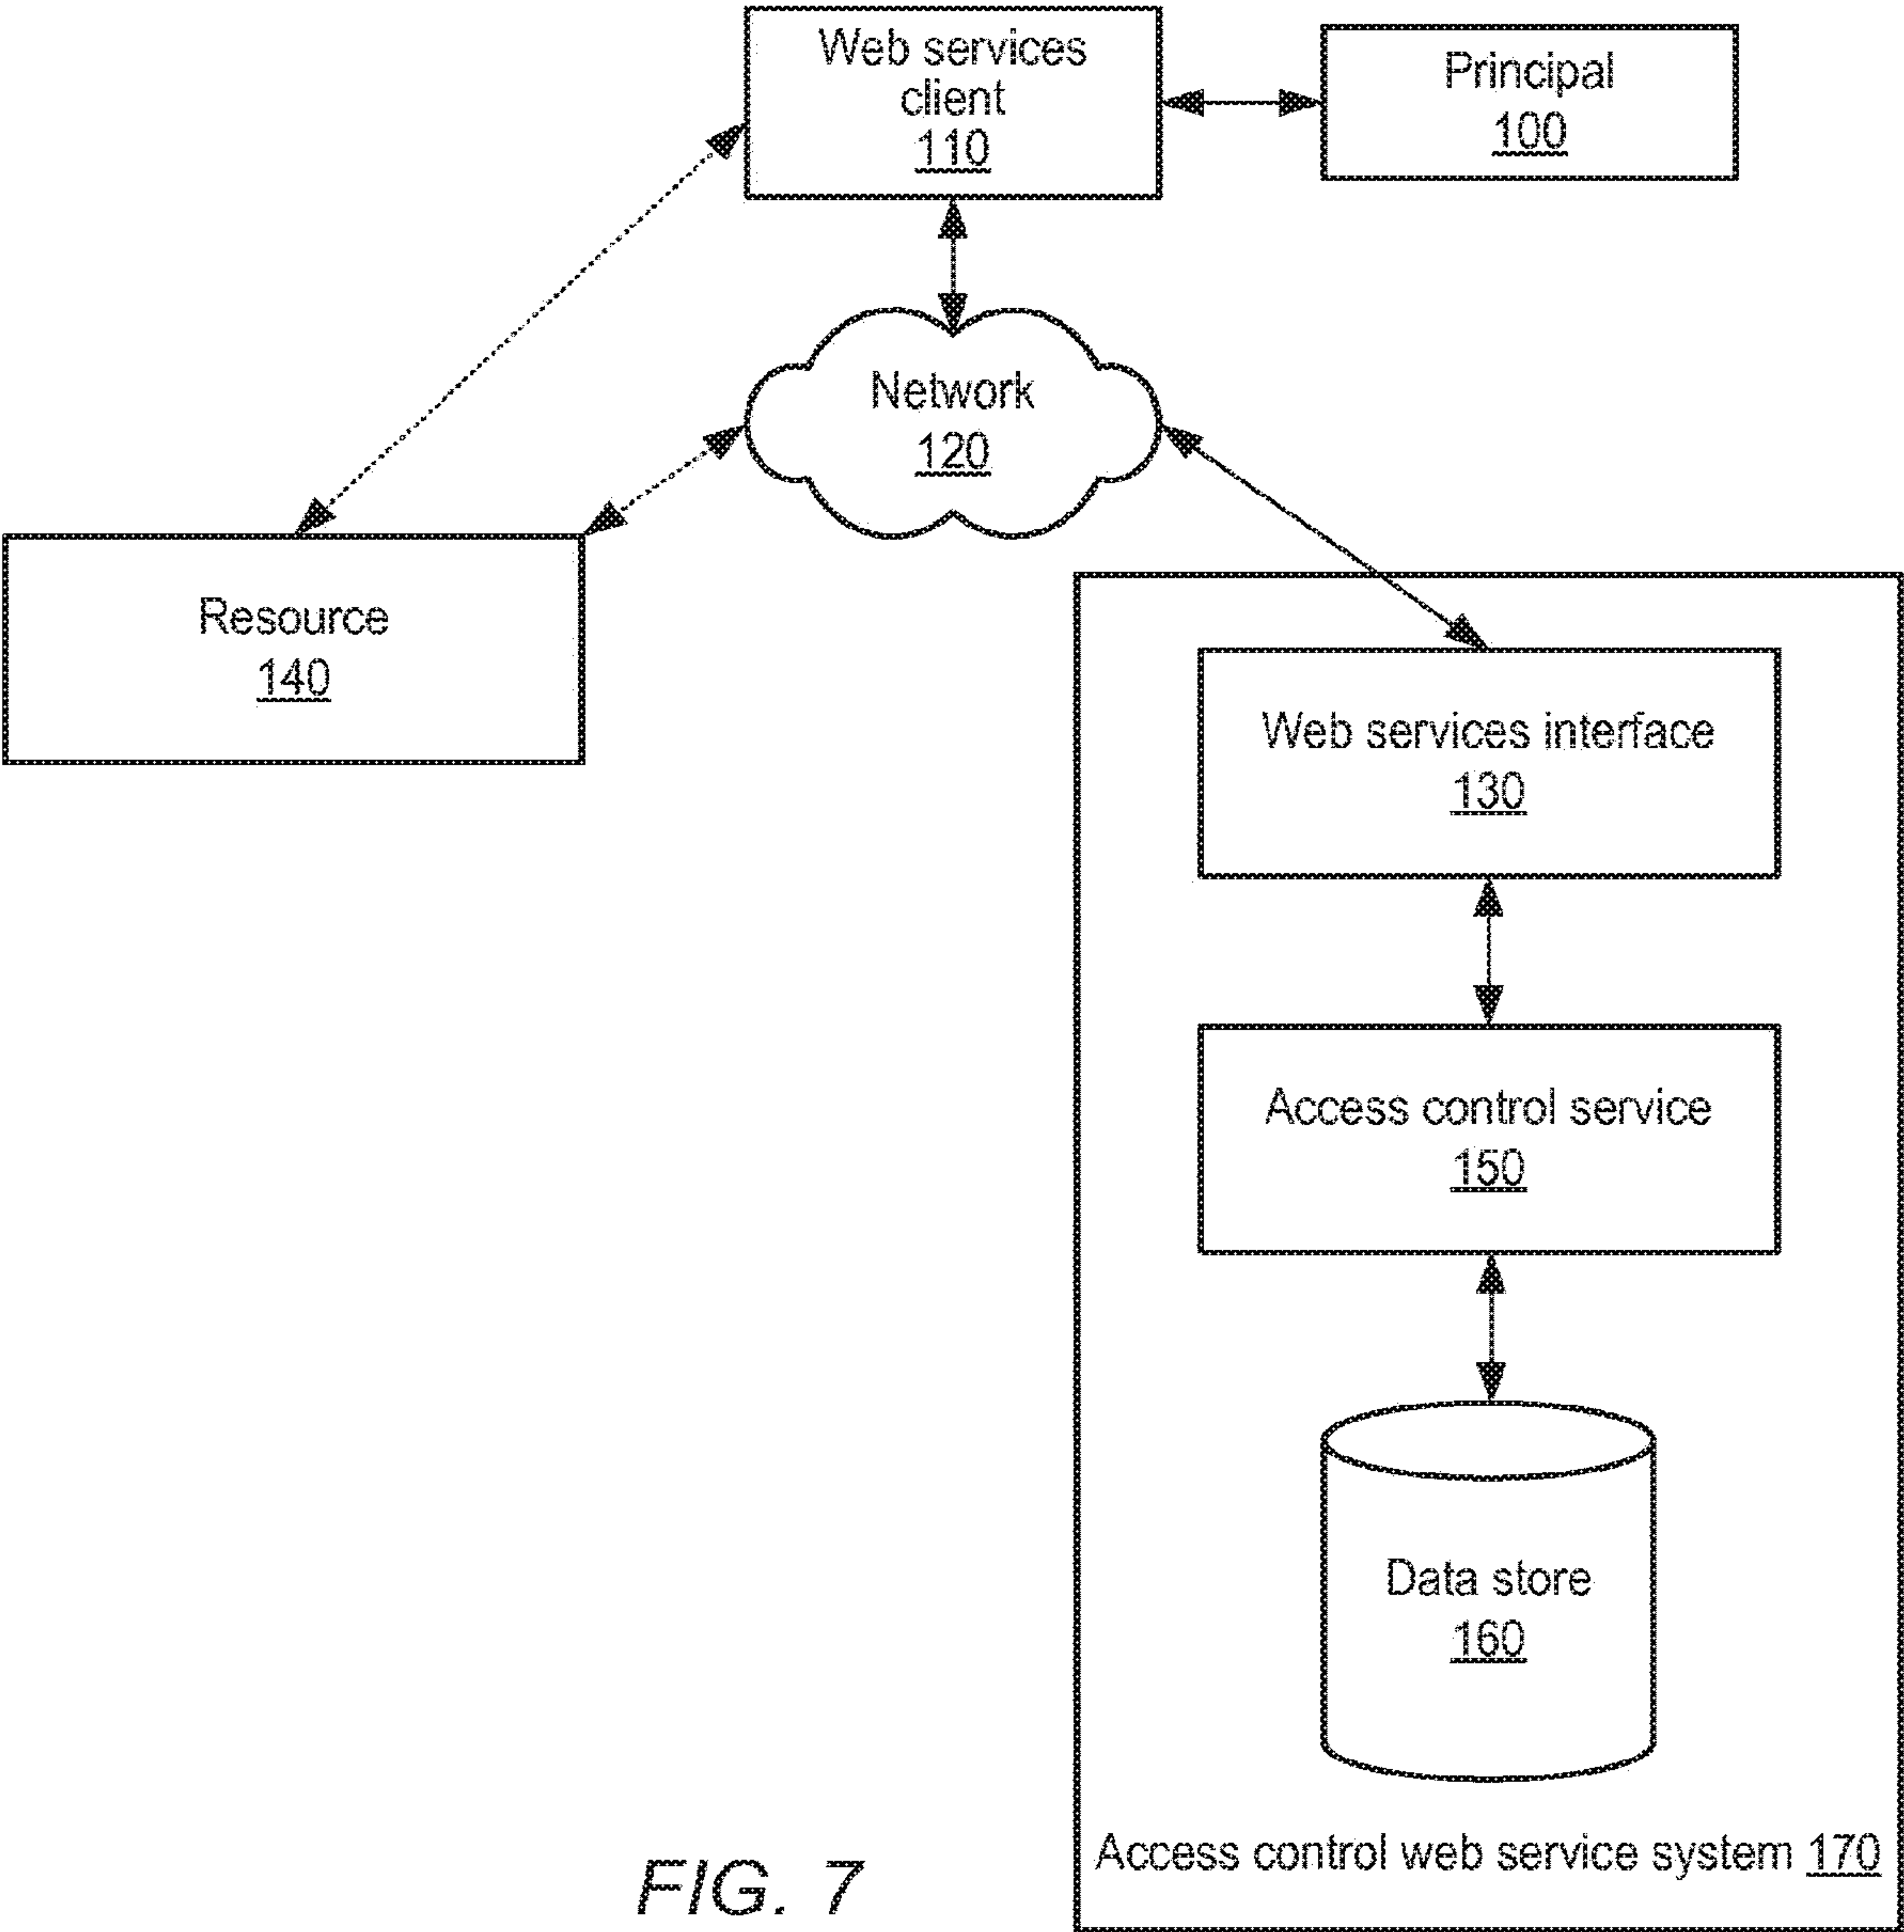 Web services
client
110
Principal
100
Network
120
Resource
140
Web services interface
130
Access control service
150
Data store
160
Access control web service system 170
FIG. 7